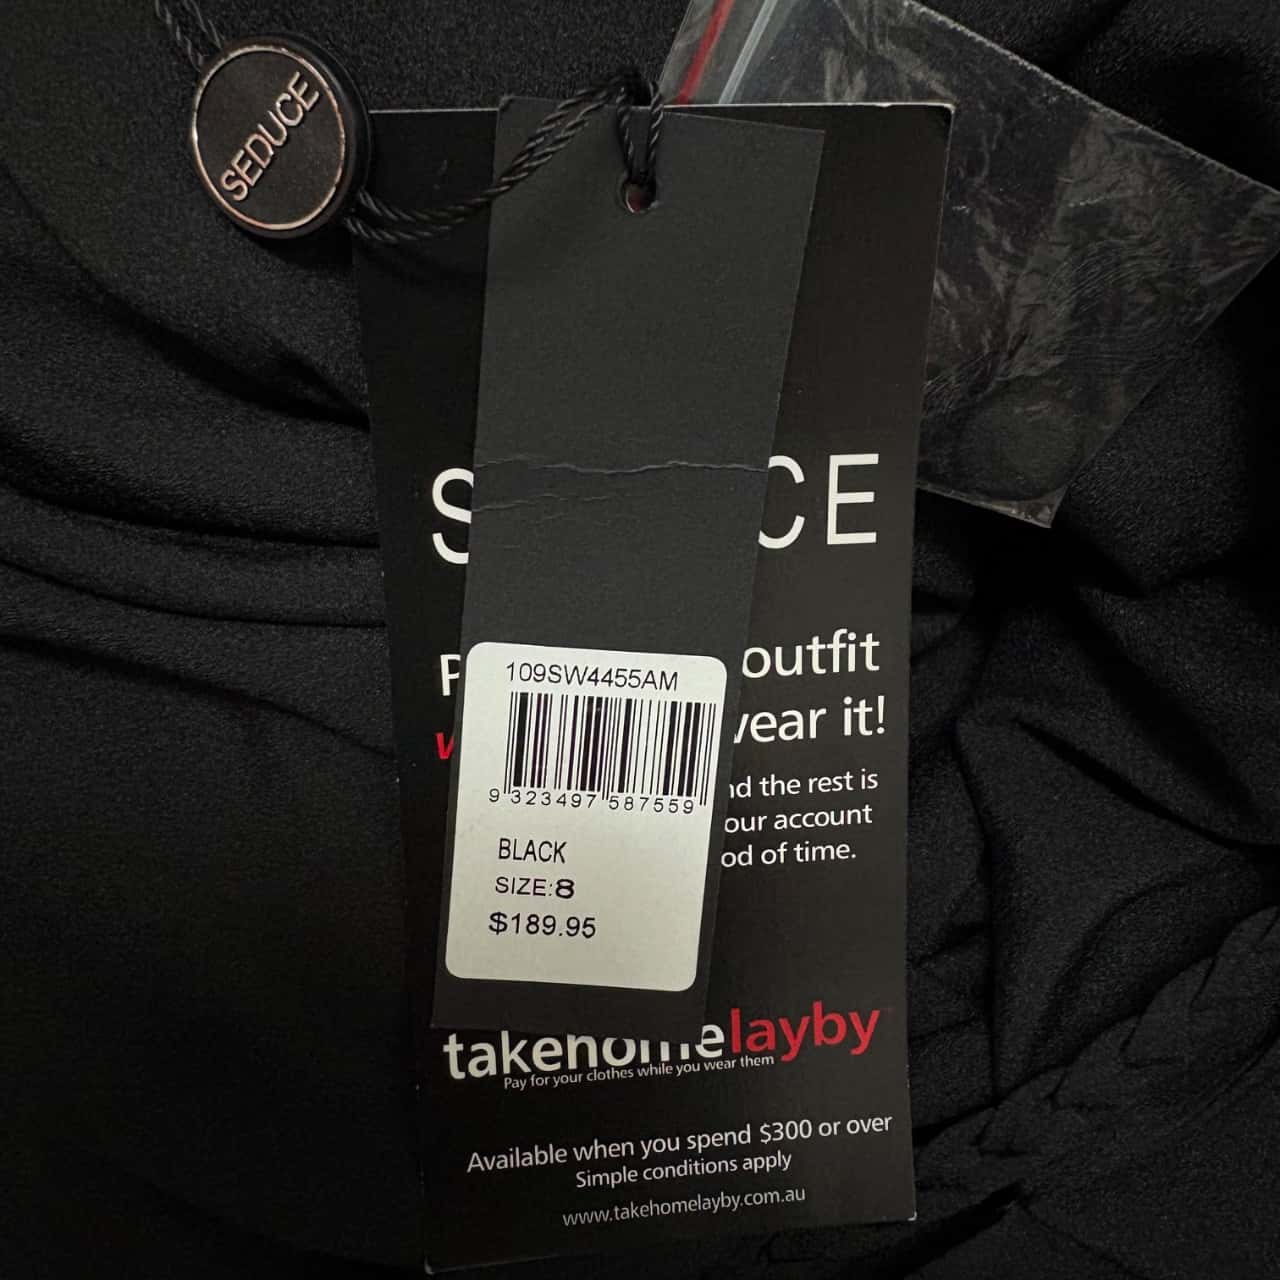 SEDUCE
S CE
outfit
wear it!
109SW4455AM
9 323497 587559
BLACK
SIZE:8
$189.95
nd the rest is
our account
od of time.
takehomelayby
Pay for your clothes while you wear them
Available when you spend $300 or over
Simple conditions apply
www.takehomelayby.com.au